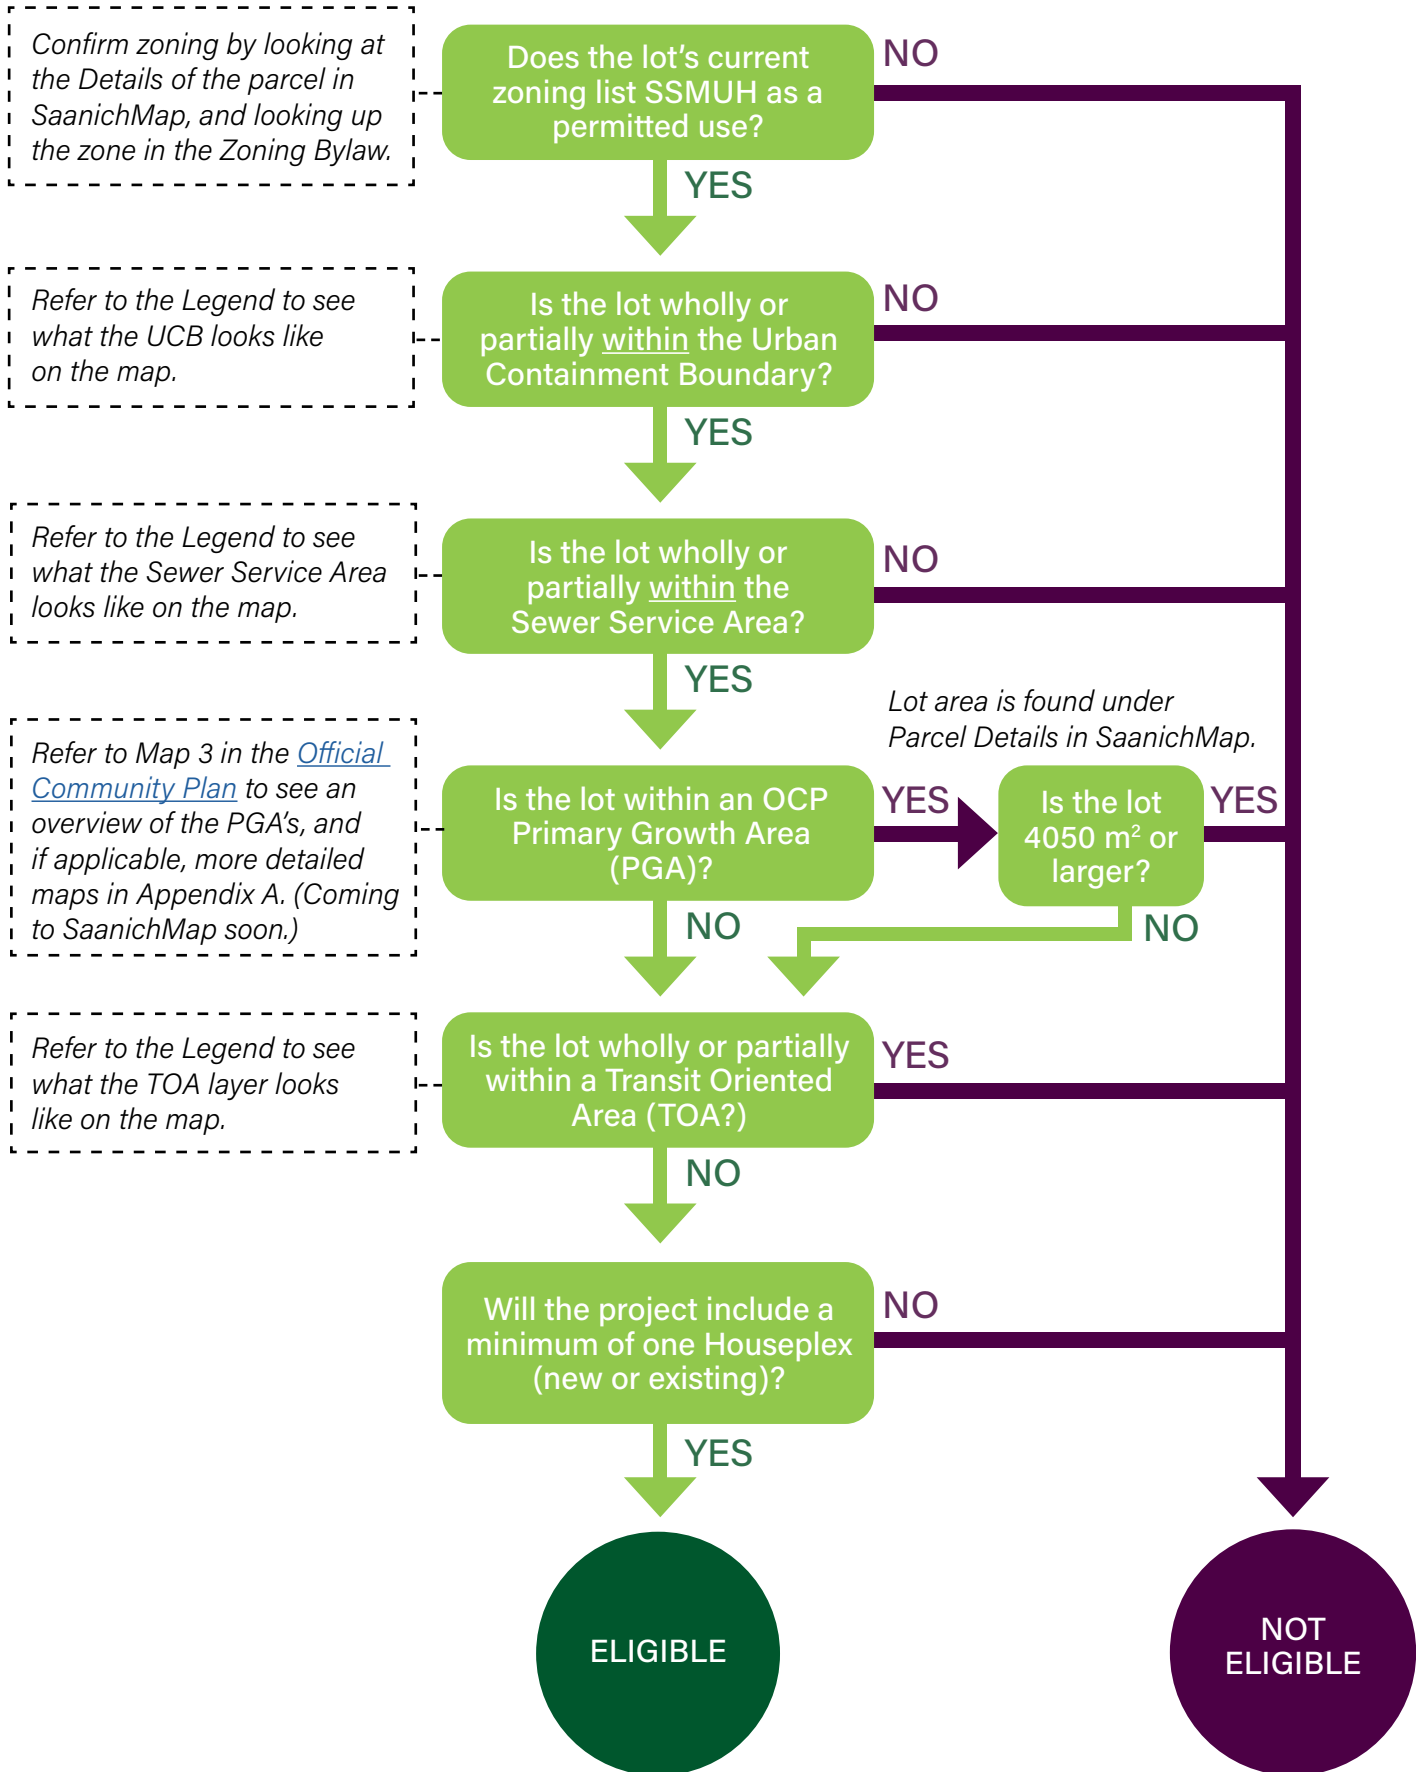 Confirm zoning by looking at
the Details of the parcel in
SaanichMap, and looking up
the zone in the Zoning Bylaw.
Does the lot's current
zoning list SSMUH as a
permitted use?
NO
YES
Refer to the Legend to see
what the UCB looks like
on the map.
Is the lot wholly or
partially within the Urban
Containment Boundary?
NO
YES
Refer to the Legend to see
what the Sewer Service Area
looks like on the map.
Is the lot wholly or
partially within the
Sewer Service Area?
NO
YES
Lot area is found under
Parcel Details in SaanichMap.
Refer to Map 3 in the Official
Community Plan to see an
overview of the PGA's, and
if applicable, more detailed
maps in Appendix A. (Coming
to SaanichMap soon.)
Is the lot within an OCP
Primary Growth Area
(PGA)?
YES
Is the lot
4050 m² or
larger?
YES
NO
NO
Refer to the Legend to see
what the TOA layer looks
like on the map.
Is the lot wholly or partially
within a Transit Oriented
Area (TOA?)
YES
NO
Will the project include a
minimum of one Houseplex
(new or existing)?
NO
YES
ELIGIBLE
NOT
ELIGIBLE